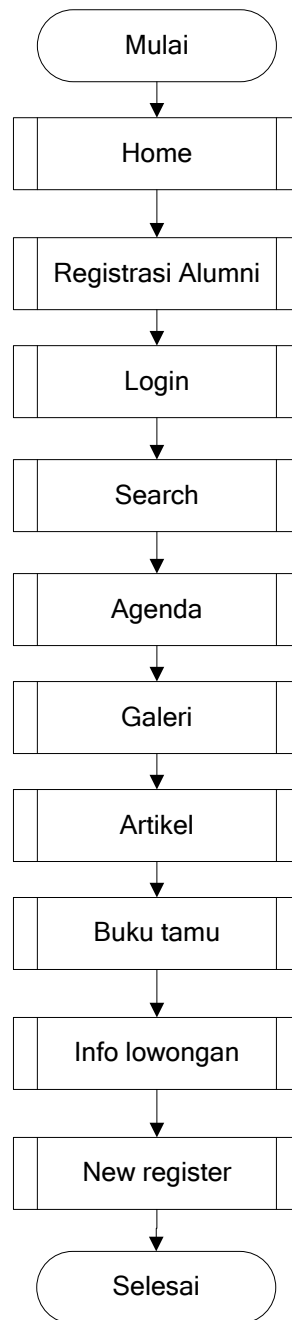 Mulai
Home
Registrasi Alumni
Login
Search
Agenda
Galeri
Artikel
Buku tamu
Info lowongan
New register
Selesai